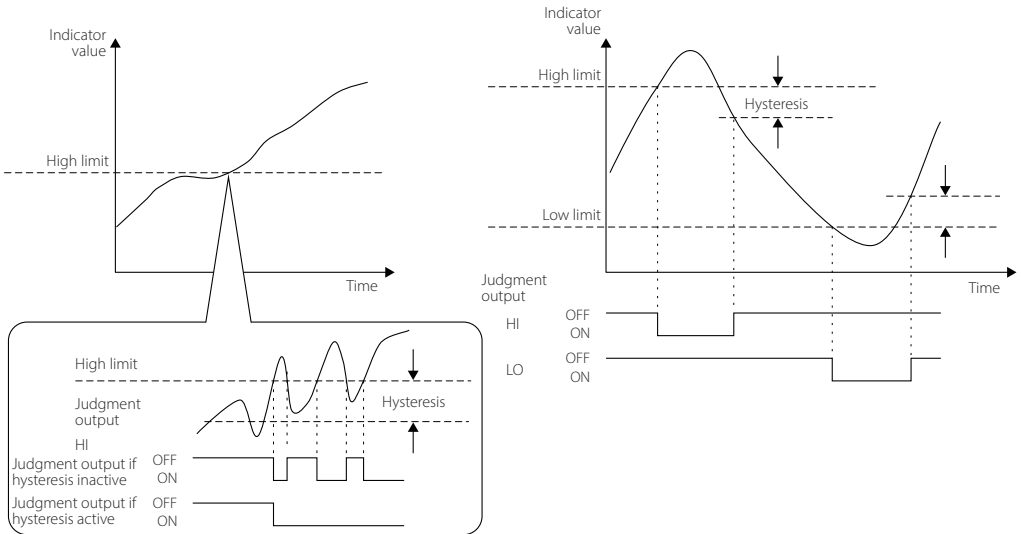 Indicator
value
High limit
Time
High limit
Hysteresis
Judgment
output
HI
Judgment output if
hysteresis inactive
OFF
ON
Judgment output if
hysteresis active
OFF
ON
Indicator
value
High limit
Hysteresis
Low limit
Time
Judgment
output
HI
OFF
ON
LO
OFF
ON